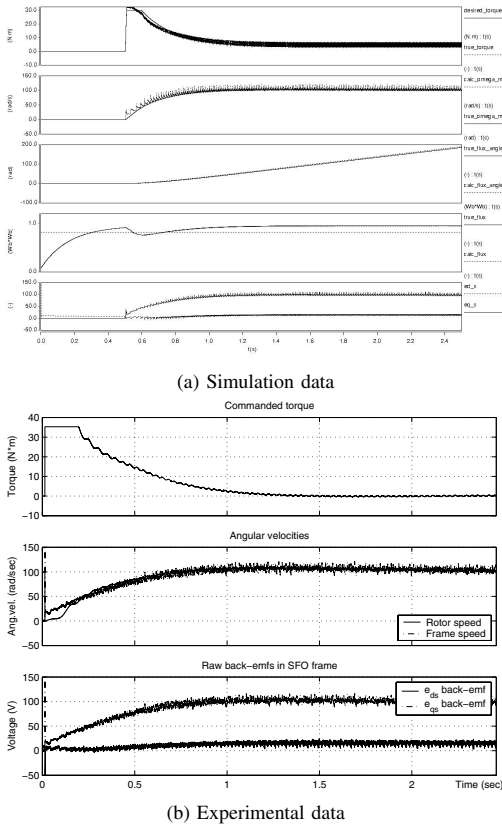 desired_torque
30.0
20.0
10.0
0.0
-10.0
(N.m)
(N.m) : t(s)
true_torque
(-) : t(s)
calc_omega_m
150.0
100.0
50.0
0.0
-50.0
(rad/s)
(rad/s) : t(s)
true_omega_m
(rad) : t(s)
true_flux_angle
200.0
100.0
0.0
-100.0
(rad)
(-) : t(s)
calc_flux_angle
(Wb*Wb) : t(s)
true_flux
1.0
0.0
(Wb*Wb)
(-) : t(s)
calc_flux
(-) : t(s)
ed_s
eq_s
150.0
100.0
50.0
0.0
-50.0
(-)
0.0 0.2 0.4 0.6 0.8 1.0 1.2 1.4 1.6 1.8 2.0 2.2 2.4
t(s)
(a) Simulation data
Commanded torque
40
30
20
10
0
−10
Torque (N*m)
Angular velocities
150
100
50
0
−50
Ang.vel. (rad/sec)
Rotor speed
Frame speed
Raw back−emfs in SFO frame
150
100
50
0
−50
Voltage (V)
e_ds back−emf
e_qs back−emf
0 0.5 1 1.5 2 Time (sec)
(b) Experimental data